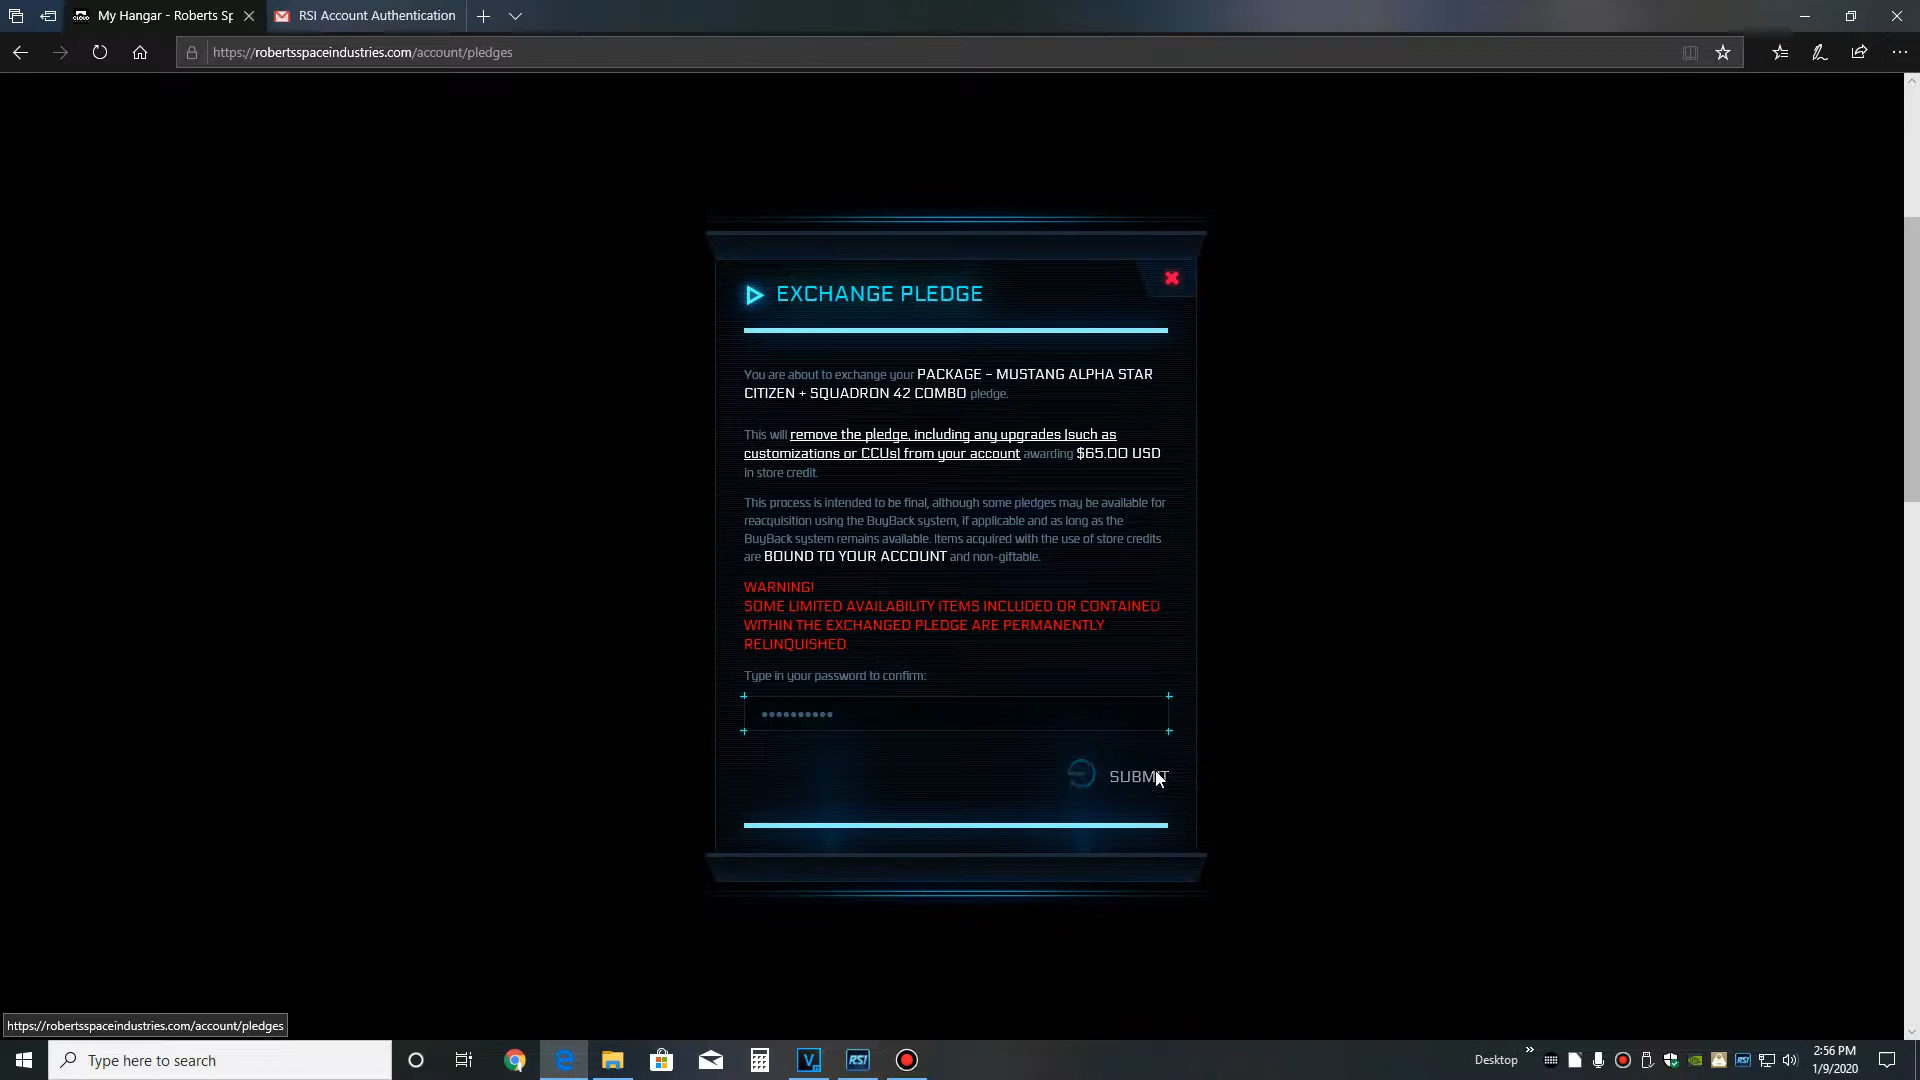 My Hangar - Roberts Sp
RSI Account Authentication
https://robertsspaceindustries.com/account/pledges
EXCHANGE PLEDGE
You are about to exchange your PACKAGE - MUSTANG ALPHA STAR
CITIZEN + SQUADRON 42 COMBO pledge.
This will remove the pledge, including any upgrades (such as
customizations or CCUs) from your account awarding $65.00 USD
in store credit.
This process is intended to be final, although some pledges may be available for
reacquisition using the BuyBack system, if applicable and as long as the
BuyBack system remains available. Items acquired with the use of store credits
are BOUND TO YOUR ACCOUNT and non-giftable.
WARNING!
SOME LIMITED AVAILABILITY ITEMS INCLUDED OR CONTAINED
WITHIN THE EXCHANGED PLEDGE ARE PERMANENTLY
RELINQUISHED.
Type in your password to confirm:
SUBMIT
https://robertsspaceindustries.com/account/pledges
Type here to search
RSI
Desktop
2:56 PM
1/9/2020